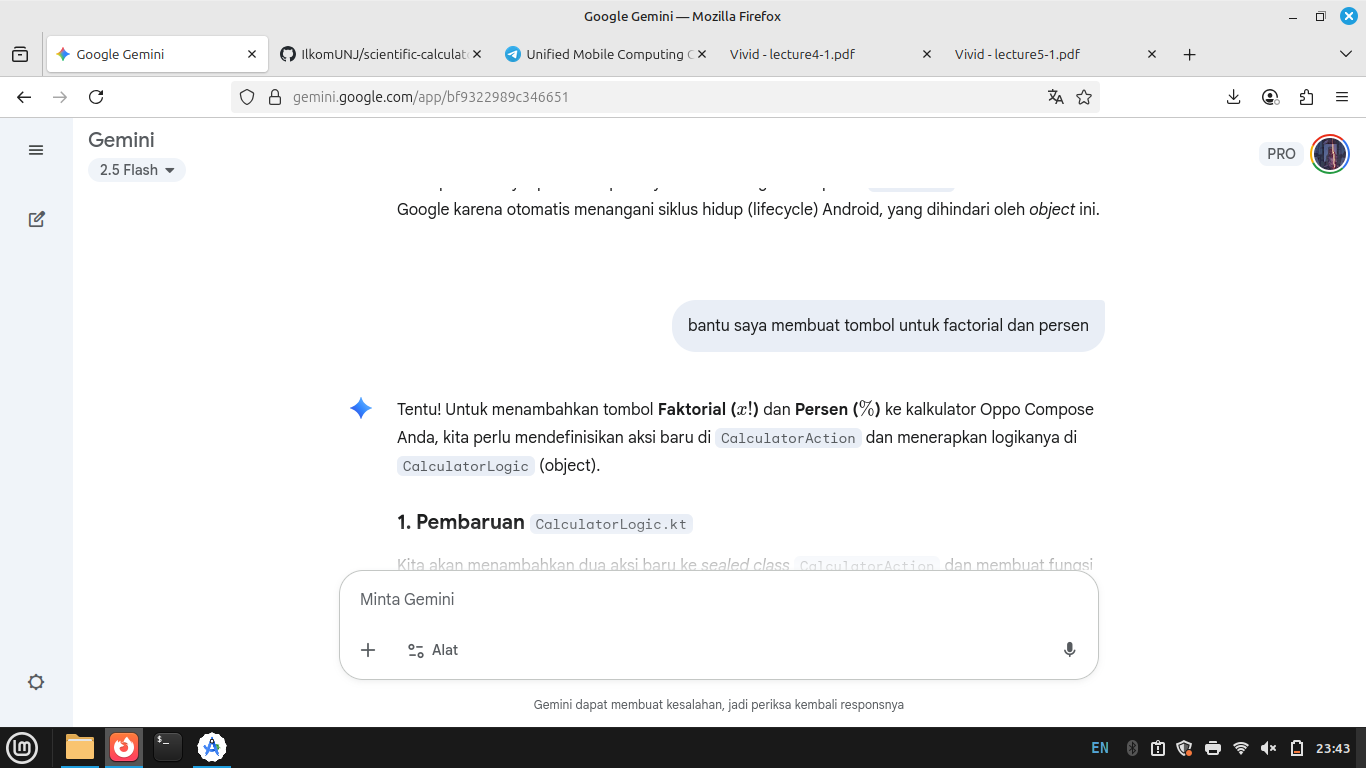 Google Gemini — Mozilla Firefox
Google Gemini
IlkomUNJ/scientific-calculat
Unified Mobile Computing C
Vivid - lecture4-1.pdf
Vivid - lecture5-1.pdf
gemini.google.com/app/bf9322989c346651
Gemini
2.5 Flash
PRO
Google karena otomatis menangani siklus hidup (lifecycle) Android, yang dihindari oleh object ini.
bantu saya membuat tombol untuk factorial dan persen
Tentu! Untuk menambahkan tombol Faktorial (x!) dan Persen (%) ke kalkulator Oppo Compose
Anda, kita perlu mendefinisikan aksi baru di CalculatorAction dan menerapkan logikanya di
CalculatorLogic (object).
1. Pembaruan CalculatorLogic.kt
Kita akan menambahkan dua aksi baru ke sealed class CalculatorAction dan membuat fungsi
Minta Gemini
Alat
Gemini dapat membuat kesalahan, jadi periksa kembali responsnya
EN
23:43